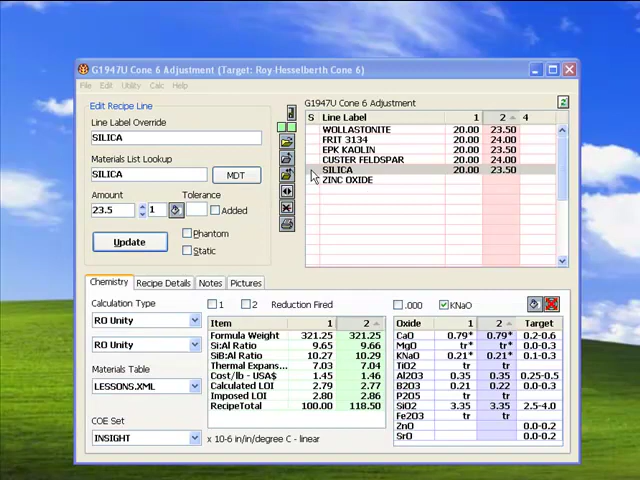 G1947U Cone 6 Adjustment (Target: Roy-Hesselberth Cone 6)
File Edit Utility Calc Help
Edit Recipe Line
Line Label Override
SILICA
Materials List Lookup
SILICA MDT
Amount Tolerance
23.5 1 Added
Update Phantom
Static
G1947U Cone 6 Adjustment
S Line Label 1 2 4
WOLLASTONITE 20.00 23.50
FRIT 3134 20.00 24.00
EPK KAOLIN 20.00 23.50
CUSTER FELDSPAR 20.00 24.00
SILICA 20.00 23.50
ZINC OXIDE
Chemistry Recipe Details Notes Pictures
Calculation Type
RO Unity
RO Unity
Materials Table
LESSONS.XML
COE Set
INSIGHT x 10-6 in/in/degree C - linear
1 2 Reduction Fired
Item 1 2
Formula Weight 321.25 321.25
Si:Al Ratio 9.65 9.66
SiB:Al Ratio 10.27 10.29
Thermal Expans... 7.03 7.04
Cost/lb - USA$ 1.45 1.46
Calculated LOI 2.79 2.77
Imposed LOI 2.80 2.86
RecipeTotal 100.00 118.50
.000 KNaO
Oxide 1 2 Target
CaO 0.79* 0.79* 0.2-0.6
MgO tr* tr* 0.0-0.2
KNaO 0.21* 0.21* 0.1-0.3
TiO2 tr tr
Al2O3 0.35 0.35 0.25-0.5
B2O3 0.21 0.22 0.0-0.3
P2O5 tr tr
SiO2 3.35 3.35 2.5-4.0
Fe2O3 tr tr
ZnO 0.0-0.2
SrO 0.0-0.2